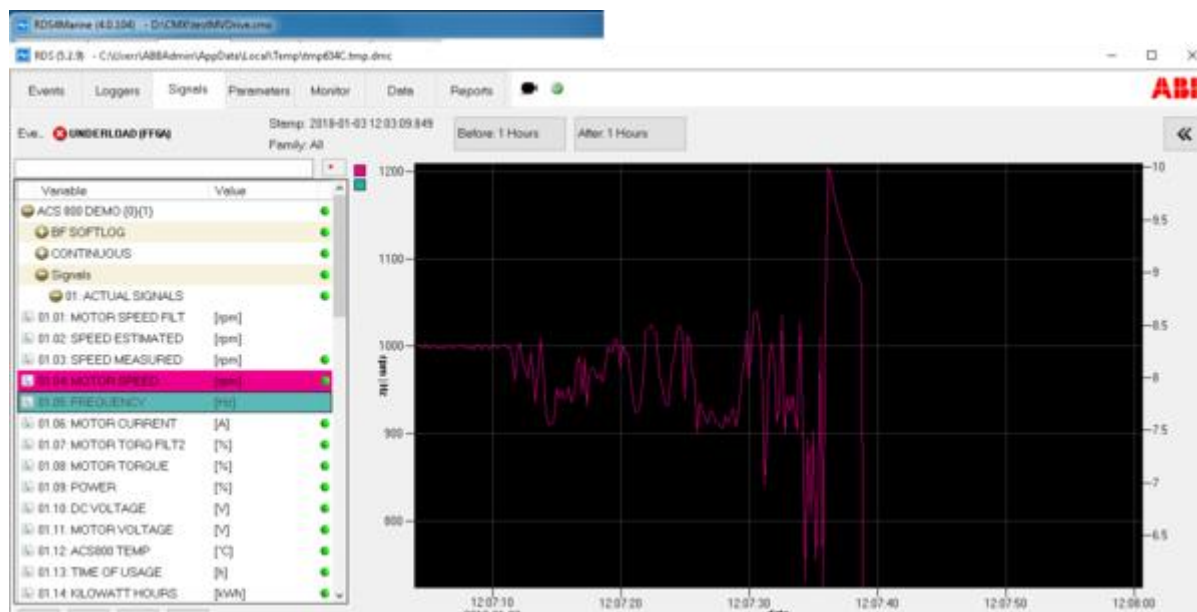 RDS4Marine (4.0.104) - D:\CMX\testMVDrive.cmx
RDS (5.2.9) - C:\Users\ABBAdmin\AppData\Local\Temp\tmp634C.tmp.dmc
Events Loggers Signals Parameters Monitor Data Reports
ABB
Eve.. UNDERLOAD (FF6A)
Stamp: 2018-01-03 12:03:09.849
Family: All
Before: 1 Hours
After: 1 Hours
Variable Value
ACS 800 DEMO {0}{1}
BF SOFTLOG
CONTINUOUS
Signals
01: ACTUAL SIGNALS
01.01: MOTOR SPEED FILT [rpm]
01.02: SPEED ESTIMATED [rpm]
01.03: SPEED MEASURED [rpm]
01.04: MOTOR SPEED [rpm]
01.05: FREQUENCY [Hz]
01.06: MOTOR CURRENT [A]
01.07: MOTOR TORQ FILT2 [%]
01.08: MOTOR TORQUE [%]
01.09: POWER [%]
01.10: DC VOLTAGE [V]
01.11: MOTOR VOLTAGE [V]
01.12: ACS800 TEMP [°C]
01.13: TIME OF USAGE [h]
01.14: KILOWATT HOURS [kWh]
1200
1100
1000
900
800
rpm | Hz
10
9.5
9
8.5
8
7.5
7
6.5
12:07:10 12:07:20 12:07:30 12:07:40 12:07:50 12:08:00